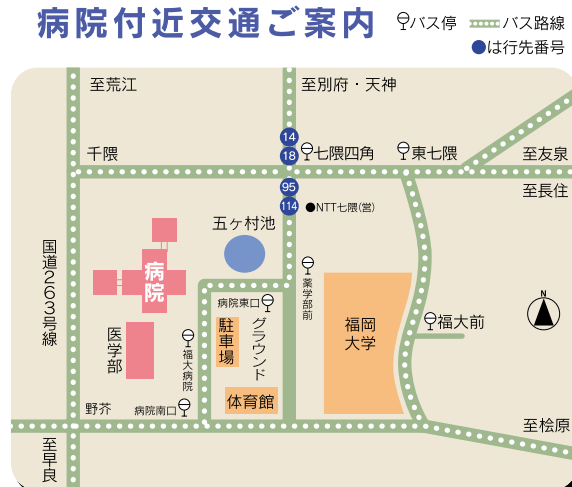 病院付近交通ご案内
バス停
バス路線
は行先番号
至荒江
至別府・天神
14
18
七隈四角
東七隈
千隈
至友泉
至長住
95
114
NTT七隈(営)
五ヶ村池
国道263号線
病院
薬学部前
病院東口
グラウンド
駐車場
福岡
大学
福大前
N
医学部
福大病院
体育館
野芥
病院南口
至桧原
至早良